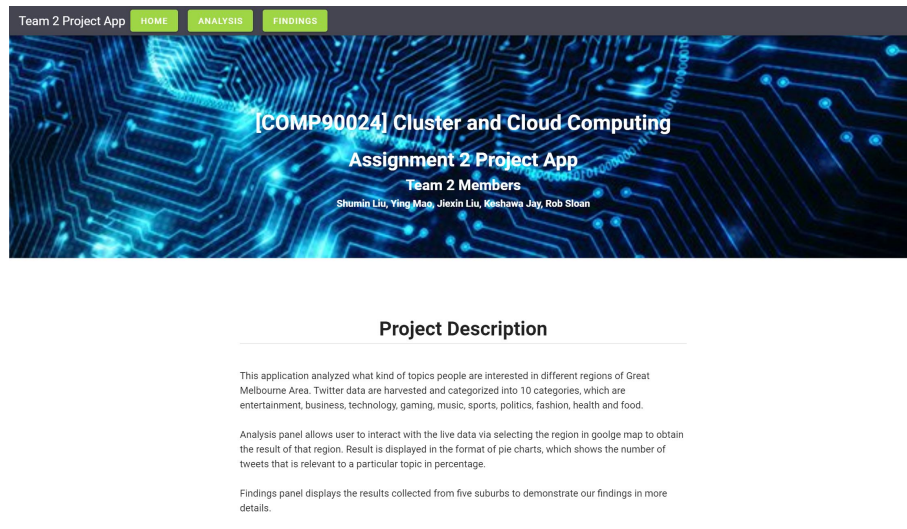 Team 2 Project App HOME ANALYSIS FINDINGS
[COMP90024] Cluster and Cloud Computing
Assignment 2 Project App
Team 2 Members
Shumin Liu, Ying Mao, Jiexin Liu, Keshawa Jay, Rob Sloan
Project Description
This application analyzed what kind of topics people are interested in different regions of Great
Melbourne Area. Twitter data are harvested and categorized into 10 categories, which are
entertainment, business, technology, gaming, music, sports, politics, fashion, health and food.
Analysis panel allows user to interact with the live data via selecting the region in goolge map to obtain
the result of that region. Result is displayed in the format of pie charts, which shows the number of
tweets that is relevant to a particular topic in percentage.
Findings panel displays the results collected from five suburbs to demonstrate our findings in more
details.